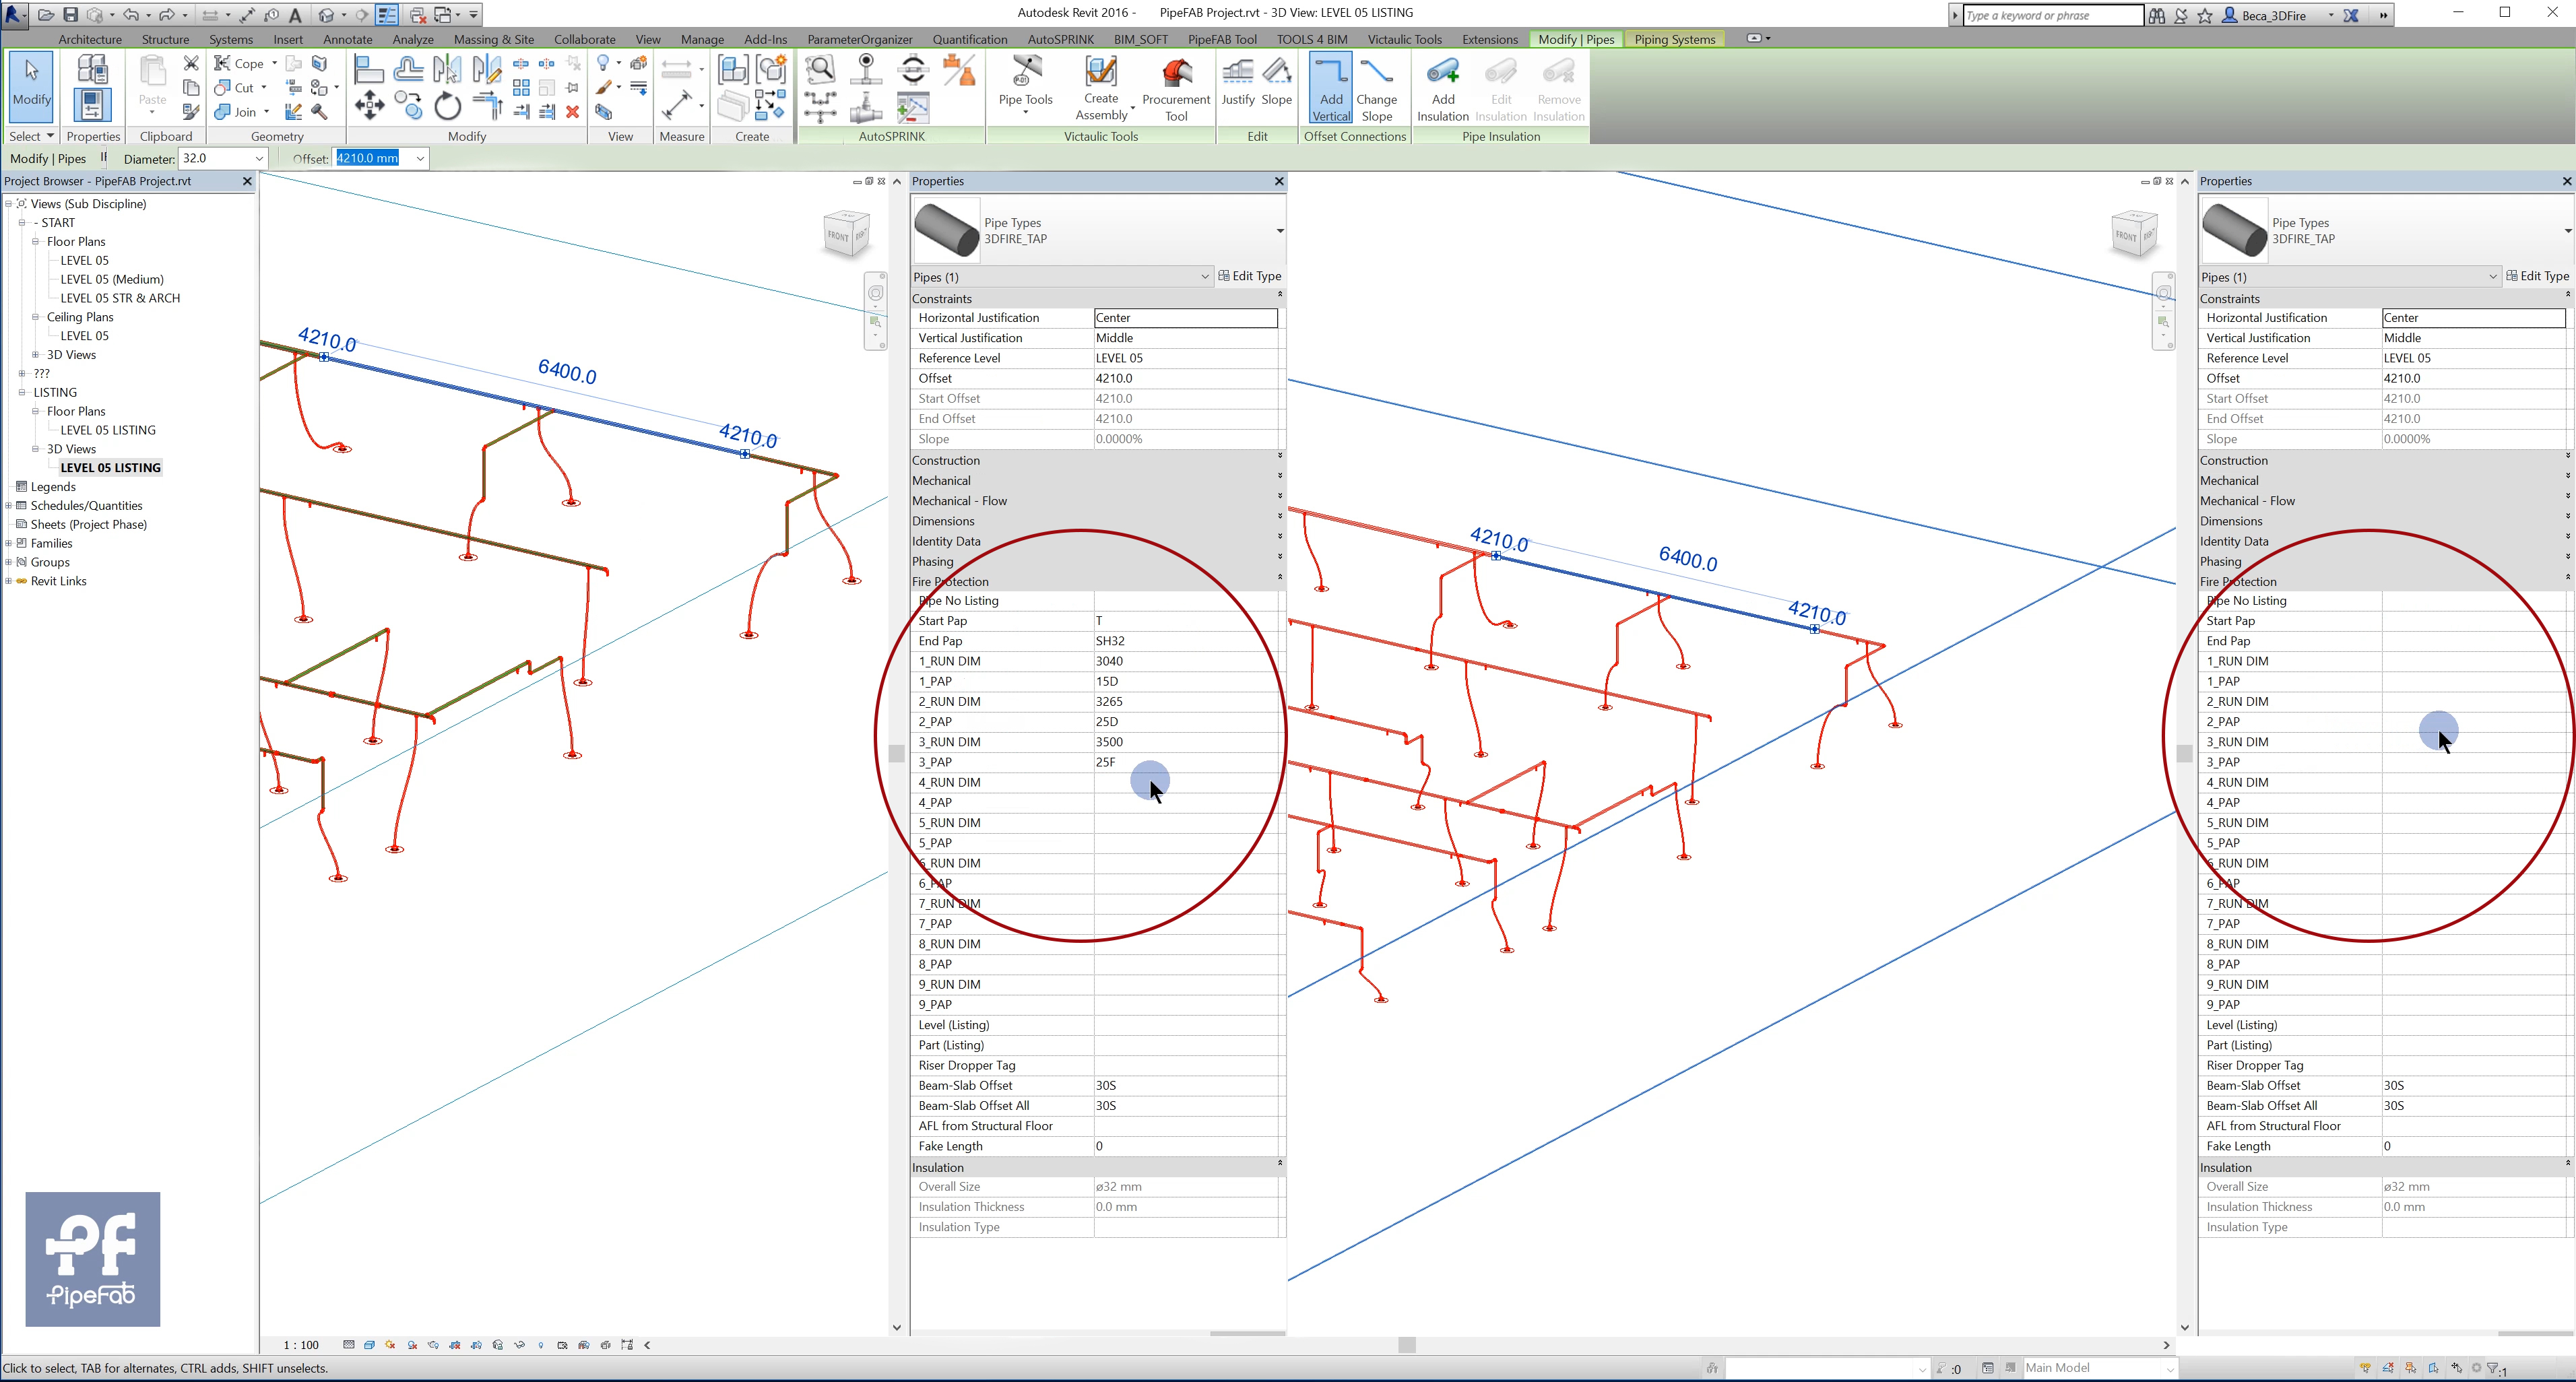 Autodesk Revit 2016 - PipeFAB Project.rvt - 3D View: LEVEL 05 LISTING
Type a keyword or phrase
Beca_3DFire
Architecture Structure Systems Insert Annotate Analyze Massing & Site Collaborate View Manage Add-Ins ParameterOrganizer Quantification AutoSPRINK BIM_SOFT PipeFAB Tool TOOLS 4 BIM Victaulic Tools Extensions Modify | Pipes Piping Systems
Modify Paste Cope Cut Join
Pipe Tools Create Assembly Procurement Tool Justify Slope Add Vertical Change Slope Add Insulation Edit Insulation Remove Insulation
Select Properties Clipboard Geometry Modify View Measure Create AutoSPRINK Victaulic Tools Edit Offset Connections Pipe Insulation
Modify | Pipes Diameter: 32.0 Offset: 4210.0 mm
Project Browser - PipeFAB Project.rvt
Views (Sub Discipline)
- START
Floor Plans
LEVEL 05
LEVEL 05 (Medium)
LEVEL 05 STR & ARCH
Ceiling Plans
LEVEL 05
3D Views
???
LISTING
Floor Plans
LEVEL 05 LISTING
3D Views
LEVEL 05 LISTING
Legends
Schedules/Quantities
Sheets (Project Phase)
Families
Groups
Revit Links
PF
PipeFab
FRONT RIGHT
4210.0
6400.0
4210.0
Properties
Pipe Types
3DFIRE_TAP
Pipes (1) Edit Type
Constraints
Horizontal Justification Center
Vertical Justification Middle
Reference Level LEVEL 05
Offset 4210.0
Start Offset 4210.0
End Offset 4210.0
Slope 0.0000%
Construction
Mechanical
Mechanical - Flow
Dimensions
Identity Data
Phasing
Fire Protection
Pipe No Listing
Start Pap T
End Pap SH32
1_RUN DIM 3040
1_PAP 15D
2_RUN DIM 3265
2_PAP 25D
3_RUN DIM 3500
3_PAP 25F
4_RUN DIM
4_PAP
5_RUN DIM
5_PAP
6_RUN DIM
6_PAP
7_RUN DIM
7_PAP
8_RUN DIM
8_PAP
9_RUN DIM
9_PAP
Level (Listing)
Part (Listing)
Riser Dropper Tag
Beam-Slab Offset 30S
Beam-Slab Offset All 30S
AFL from Structural Floor
Fake Length 0
Insulation
Overall Size ø32 mm
Insulation Thickness 0.0 mm
Insulation Type
FRONT RIGHT
4210.0
6400.0
4210.0
Properties
Pipe Types
3DFIRE_TAP
Pipes (1) Edit Type
Constraints
Horizontal Justification Center
Vertical Justification Middle
Reference Level LEVEL 05
Offset 4210.0
Start Offset 4210.0
End Offset 4210.0
Slope 0.0000%
Construction
Mechanical
Mechanical - Flow
Dimensions
Identity Data
Phasing
Fire Protection
Pipe No Listing
Start Pap
End Pap
1_RUN DIM
1_PAP
2_RUN DIM
2_PAP
3_RUN DIM
3_PAP
4_RUN DIM
4_PAP
5_RUN DIM
5_PAP
6_RUN DIM
6_PAP
7_RUN DIM
7_PAP
8_RUN DIM
8_PAP
9_RUN DIM
9_PAP
Level (Listing)
Part (Listing)
Riser Dropper Tag
Beam-Slab Offset 30S
Beam-Slab Offset All 30S
AFL from Structural Floor
Fake Length 0
Insulation
Overall Size ø32 mm
Insulation Thickness 0.0 mm
Insulation Type
1 : 100
Click to select, TAB for alternates, CTRL adds, SHIFT unselects.
:0 Main Model :1